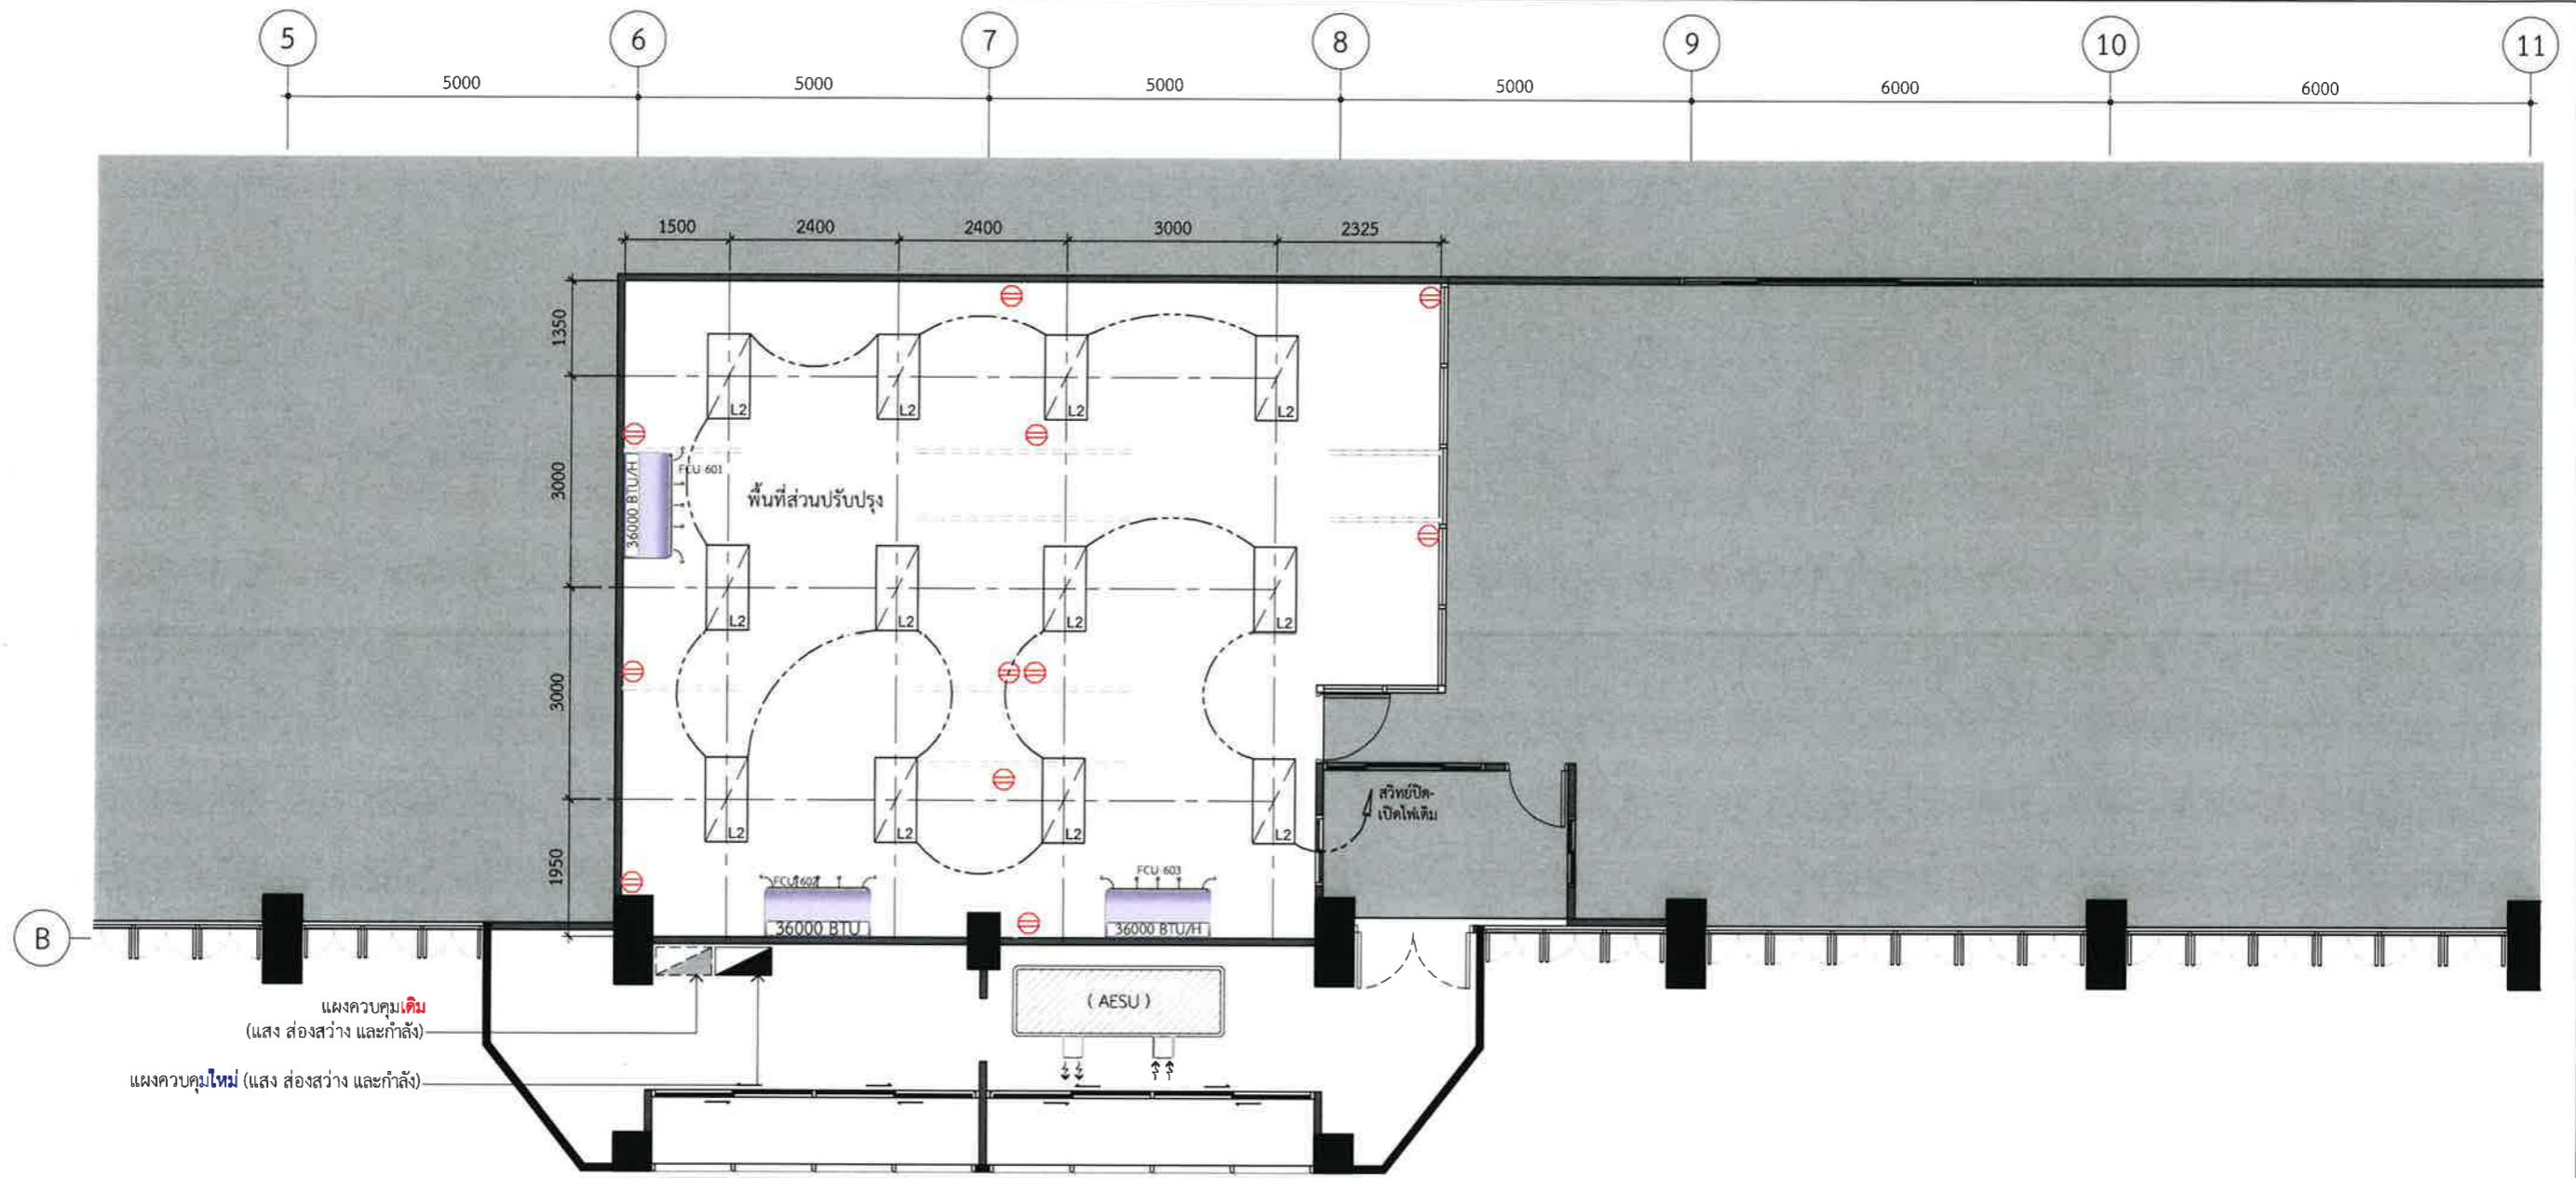 5
6
7
8
9
10
11
5000
5000
5000
5000
6000
6000
1500
2400
2400
3000
2325
1350
3000
3000
1950
L2
L2
L2
L2
FCU-601
36000 BTU/H
พื้นที่ส่วนปรับปรุง
L2
L2
L2
L2
สวิทย์ปิด-
เปิดไฟเดิม
L2
L2
L2
L2
FCU-602
36000 BTU
FCU-603
36000 BTU/H
B
( AESU )
แผงควบคุมเดิม
(แสง ส่องสว่าง และกำลัง)
แผงควบคุมใหม่ (แสง ส่องสว่าง และกำลัง)